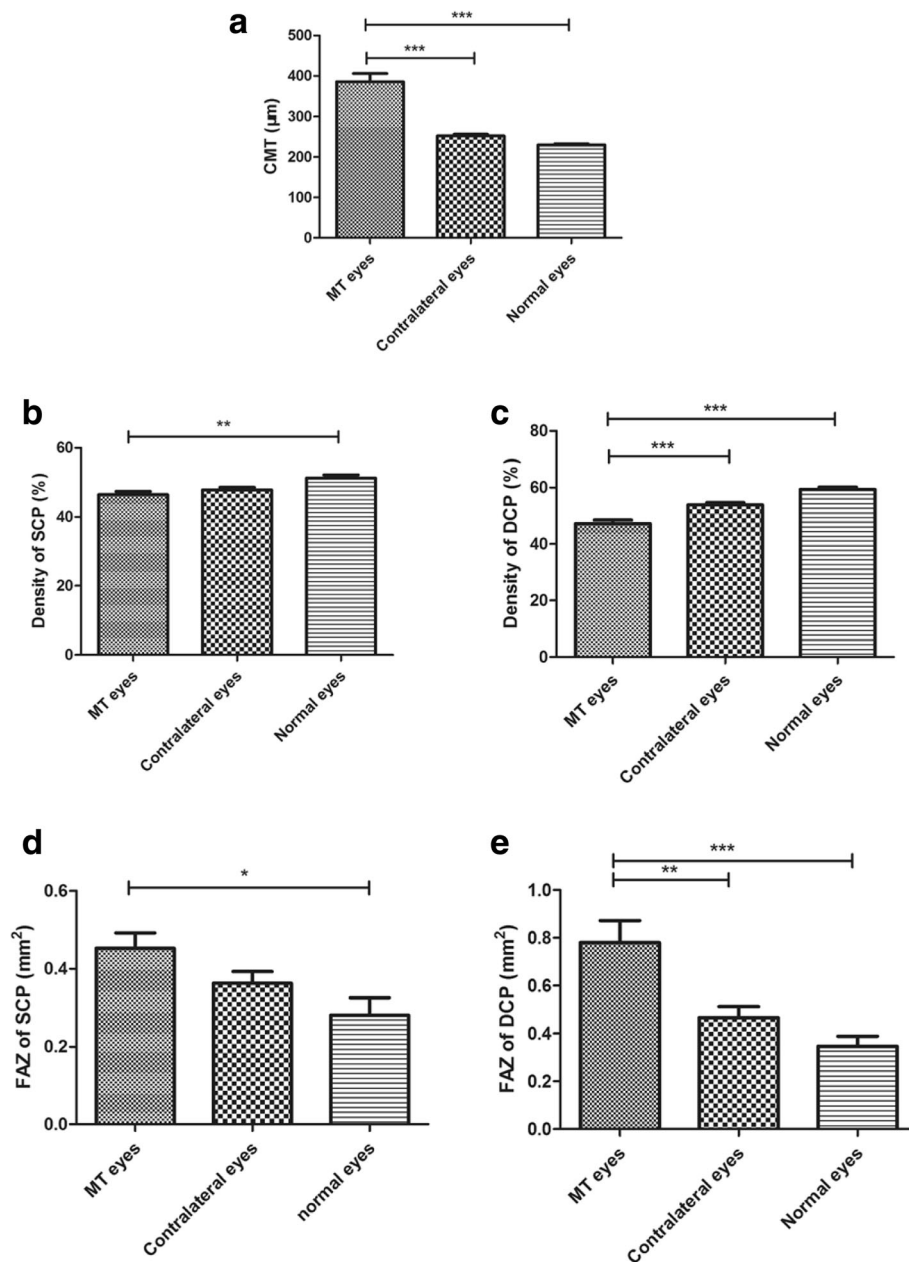 a
***
***
500
400
300
200
100
0
CMT (µm)
MT eyes
Contralateral eyes
Normal eyes
b
**
60
40
20
0
Density of SCP (%)
MT eyes
Contralateral eyes
Normal eyes
c
***
***
80
60
40
20
0
Density of DCP (%)
MT eyes
Contralateral eyes
Normal eyes
d
*
0.6
0.4
0.2
0.0
FAZ of SCP (mm²)
MT eyes
Contralateral eyes
normal eyes
e
***
**
1.0
0.8
0.6
0.4
0.2
0.0
FAZ of DCP (mm²)
MT eyes
Contralateral eyes
Normal eyes